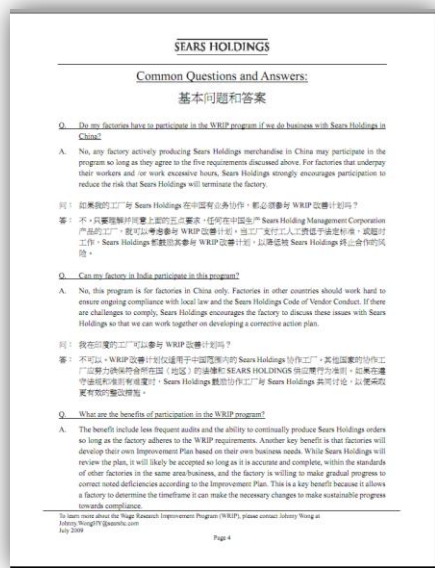 SEARS HOLDINGS
Common Questions and Answers:
基本问题和答案
Q. Do my factories have to participate in the WRIP program if we do business with Sears Holdings in
China?
A. No, any factory actively producing Sears Holdings merchandise in China may participate in the
program so long as they agree to the five requirements discussed above. For factories that underpay
their workers and /or work excessive hours, Sears Holdings strongly encourages participation to
reduce the risk that Sears Holdings will terminate the factory.
问： 如果我的工厂与 Sears Holdings 在中国有业务协作，都必须参与 WRIP 改善计划吗？
答： 不，只要理解并同意上面的五点要求，任何在中国生产 Sears Holding Management Corporation
产品的工厂，就可以考虑参与 WRIP 改善计划。当工厂支付工人工资低于法定标准，或超时
工作，Sears Holdings 都鼓励其参与 WRIP 改善计划，以降低被 Sears Holdings 终止合作的风
险。
Q. Can my factory in India participate in this program?
A. No, this program is for factories in China only. Factories in other countries should work hard to
ensure ongoing compliance with local law and the Sears Holdings Code of Vendor Conduct. If there
are challenges to comply, Sears Holdings encourages the factory to discuss these issues with Sears
Holdings so that we can work together on developing a corrective action plan.
问： 我在印度的工厂可以参与 WRIP 改善计划吗？
答： 不可以。WRIP 改善计划仅适用于中国范围内的 Sears Holdings 协作工厂。其他国家的协作工
厂应努力确保符合所在国（地区）的法律和 SEARS HOLDINGS 供应商行为准则。如果在遵
守法规和准则有难度时，Sears Holdings 鼓励协作工厂与 Sears Holdings 共同讨论，以便采取
更有效的整改措施。
Q. What are the benefits of participation in the WRIP program?
A. The benefit include less frequent audits and the ability to continually produce Sears Holdings orders
so long as the factory adheres to the WRIP requirements. Another key benefit is that factories will
develop their own Improvement Plan based on their own business needs. While Sears Holdings will
review the plan, it will likely be accepted so long as it is accurate and complete, within the standards
of other factories in the same area/business, and the factory is willing to make gradual progress to
correct noted deficiencies according to the Improvement Plan. This is a key benefit because it allows
a factory to determine the timeframe it can make the necessary changes to make sustainable progress
towards compliance.
To learn more about the Wage Research Improvement Program (WRIP), please contact Johnny Wong at
Johnny.WongHY@searshc.com
July 2009
Page 4